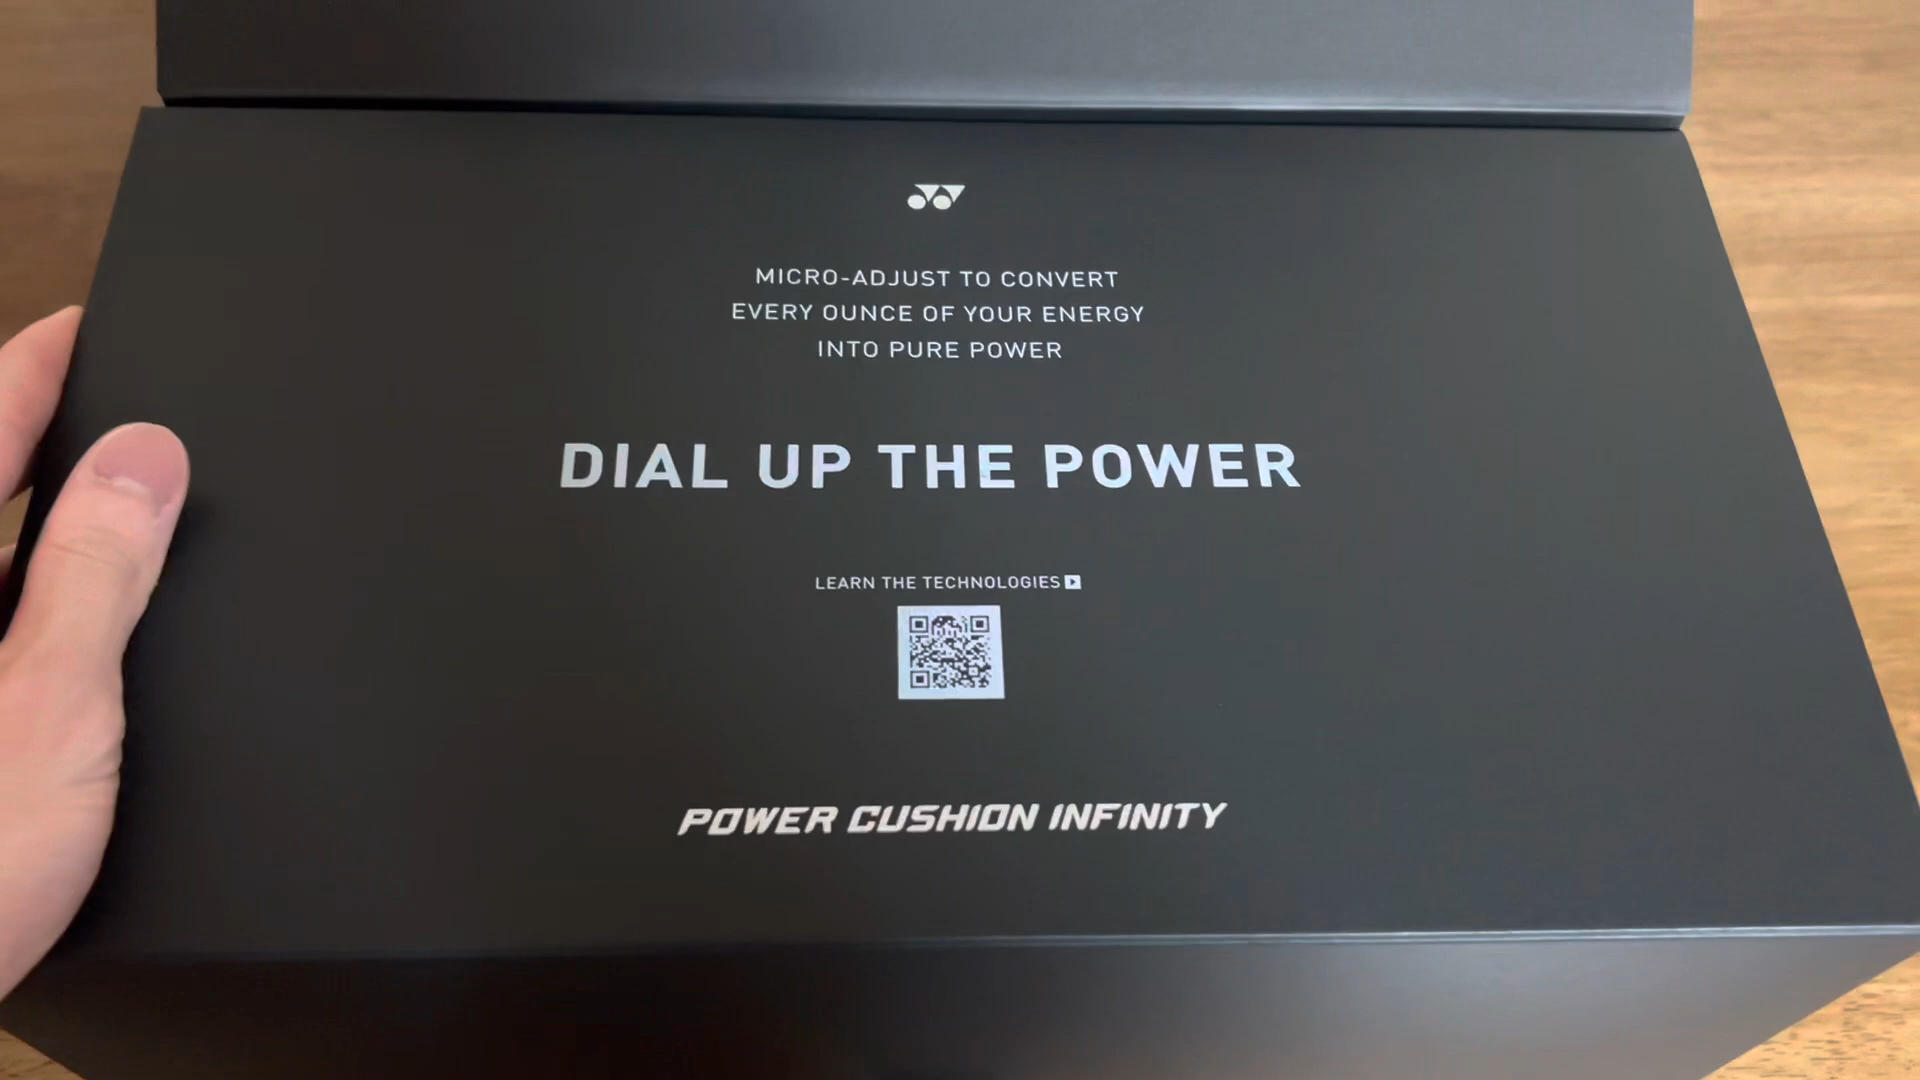 MICRO-ADJUST TO CONVERT
EVERY OUNCE OF YOUR ENERGY
INTO PURE POWER
DIAL UP THE POWER
LEARN THE TECHNOLOGIES
POWER CUSHION INFINITY